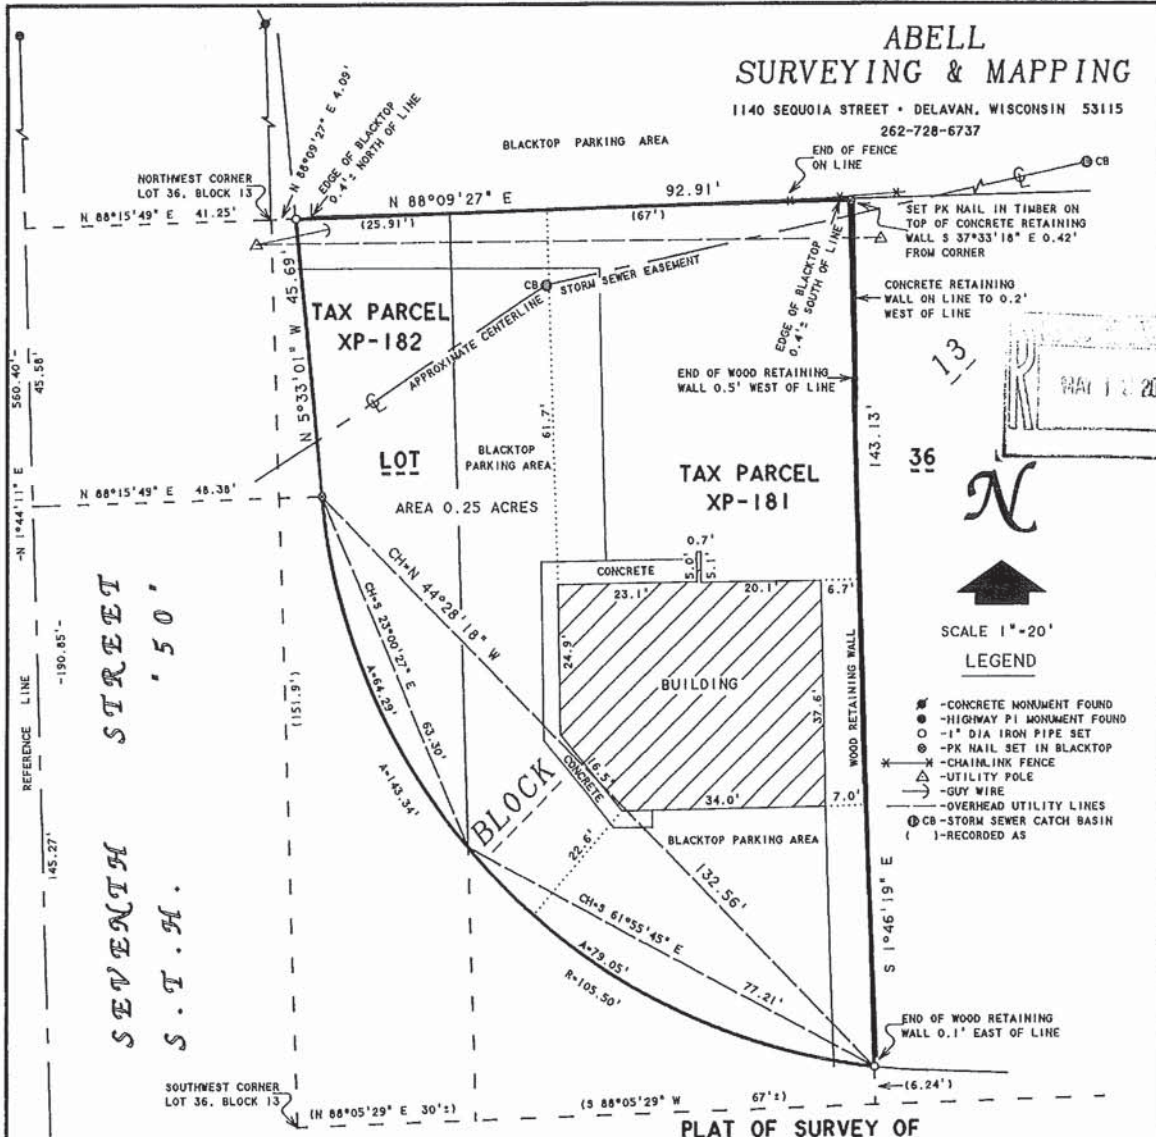 ABELL
SURVEYING & MAPPING
1140 SEQUOIA STREET • DELAVAN, WISCONSIN 53115
262-728-6737
BLACKTOP PARKING AREA
END OF FENCE
ON LINE
CB
N 88°09'27" E 4.09'
EDGE OF BLACKTOP
0.4'± NORTH OF LINE
NORTHWEST CORNER
LOT 36, BLOCK 13
N 88°15'49" E 41.25'
N 88°09'27" E 92.91'
(25.91')
(67')
SET PK NAIL IN TIMBER ON
TOP OF CONCRETE RETAINING
WALL S 37°33'18" E 0.42'
FROM CORNER
CB
STORM SEWER EASEMENT
APPROXIMATE CENTERLINE
EDGE OF BLACKTOP
0.4'± SOUTH OF LINE
CONCRETE RETAINING
WALL ON LINE TO 0.2'
WEST OF LINE
TAX PARCEL
XP-182
N 5°33'01" W 45.69'
560.40'
45.58'
END OF WOOD RETAINING
WALL 0.5' WEST OF LINE
13
61.7'
143.13'
LOT
BLACKTOP
PARKING AREA
TAX PARCEL
XP-181
36
N
N 88°15'49" E 48.38'
AREA 0.25 ACRES
-N 1°44'11" E
CONCRETE
0.7'
5.0'
5.1'
23.1'
20.1'
6.7'
CH=N 44°28'18" W
CH=S 23°00'27" E
63.30'
A=64.29'
A=143.34'
24.9'
BUILDING
37.6'
WOOD RETAINING WALL
SCALE 1"=20'
LEGEND
-CONCRETE MONUMENT FOUND
-HIGHWAY PI MONUMENT FOUND
-1" DIA IRON PIPE SET
-PK NAIL SET IN BLACKTOP
-CHAINLINK FENCE
-UTILITY POLE
-GUY WIRE
-OVERHEAD UTILITY LINES
CB -STORM SEWER CATCH BASIN
( )-RECORDED AS
SEVENTH STREET
S.T.H. " 50 "
REFERENCE LINE
-190.85'-
145.27'
(151.9')
BLOCK
CONCRETE
16.5'
34.0'
7.0'
22.6'
BLACKTOP PARKING AREA
132.56'
CH=S 61°55'45" E
77.21'
A=79.05'
R=105.50'
S 1°46'19" E
END OF WOOD RETAINING
WALL 0.1' EAST OF LINE
(6.24')
SOUTHWEST CORNER
LOT 36, BLOCK 13
(N 88°05'29" E 30'±)
(S 88°05'29" W 67'±)
PLAT OF SURVEY OF